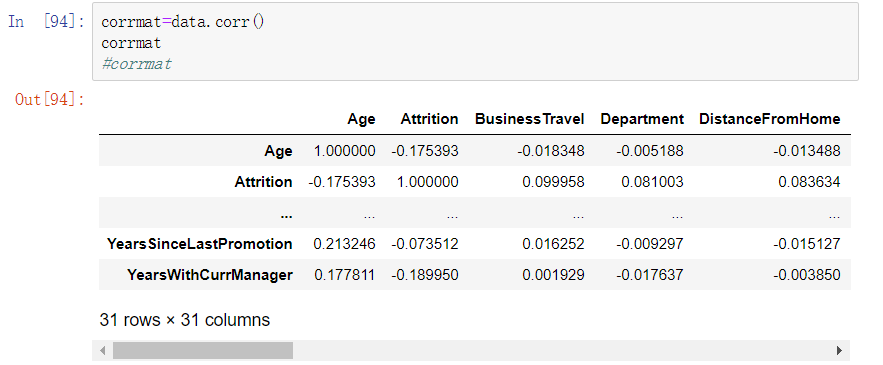 In [94]: corrmat=data.corr()
corrmat
#corrmat
Out[94]:
Age Attrition BusinessTravel Department DistanceFromHome
Age 1.000000 -0.175393 -0.018348 -0.005188 -0.013488
Attrition -0.175393 1.000000 0.099958 0.081003 0.083634
... ... ... ... ... ...
YearsSinceLastPromotion 0.213246 -0.073512 0.016252 -0.009297 -0.015127
YearsWithCurrManager 0.177811 -0.189950 0.001929 -0.017637 -0.003850
31 rows × 31 columns